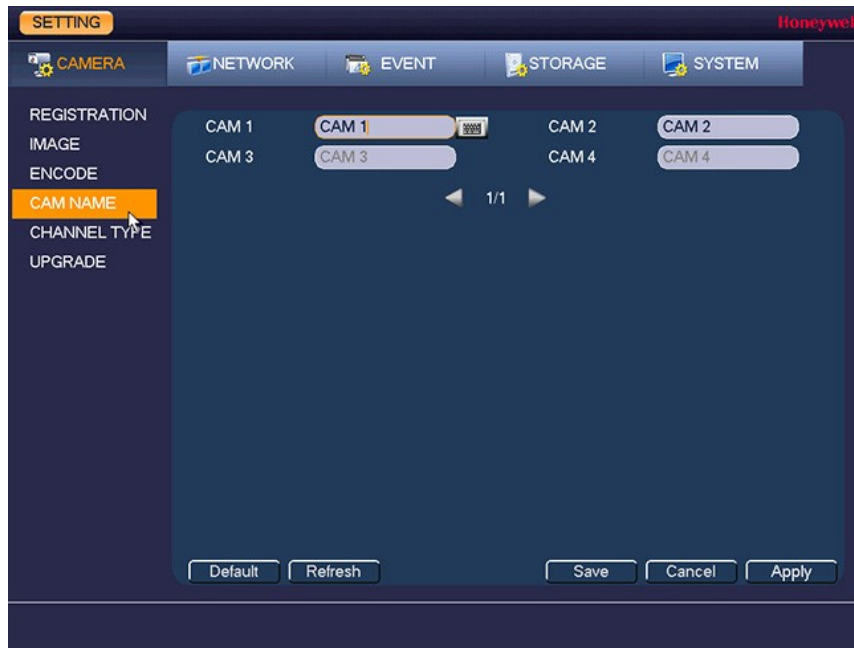 SETTING
Honeywell
CAMERA NETWORK EVENT STORAGE SYSTEM
REGISTRATION
IMAGE
ENCODE
CAM NAME
CHANNEL TYPE
UPGRADE
CAM 1 CAM 1 CAM 2 CAM 2
CAM 3 CAM 3 CAM 4 CAM 4
1/1
Default Refresh Save Cancel Apply